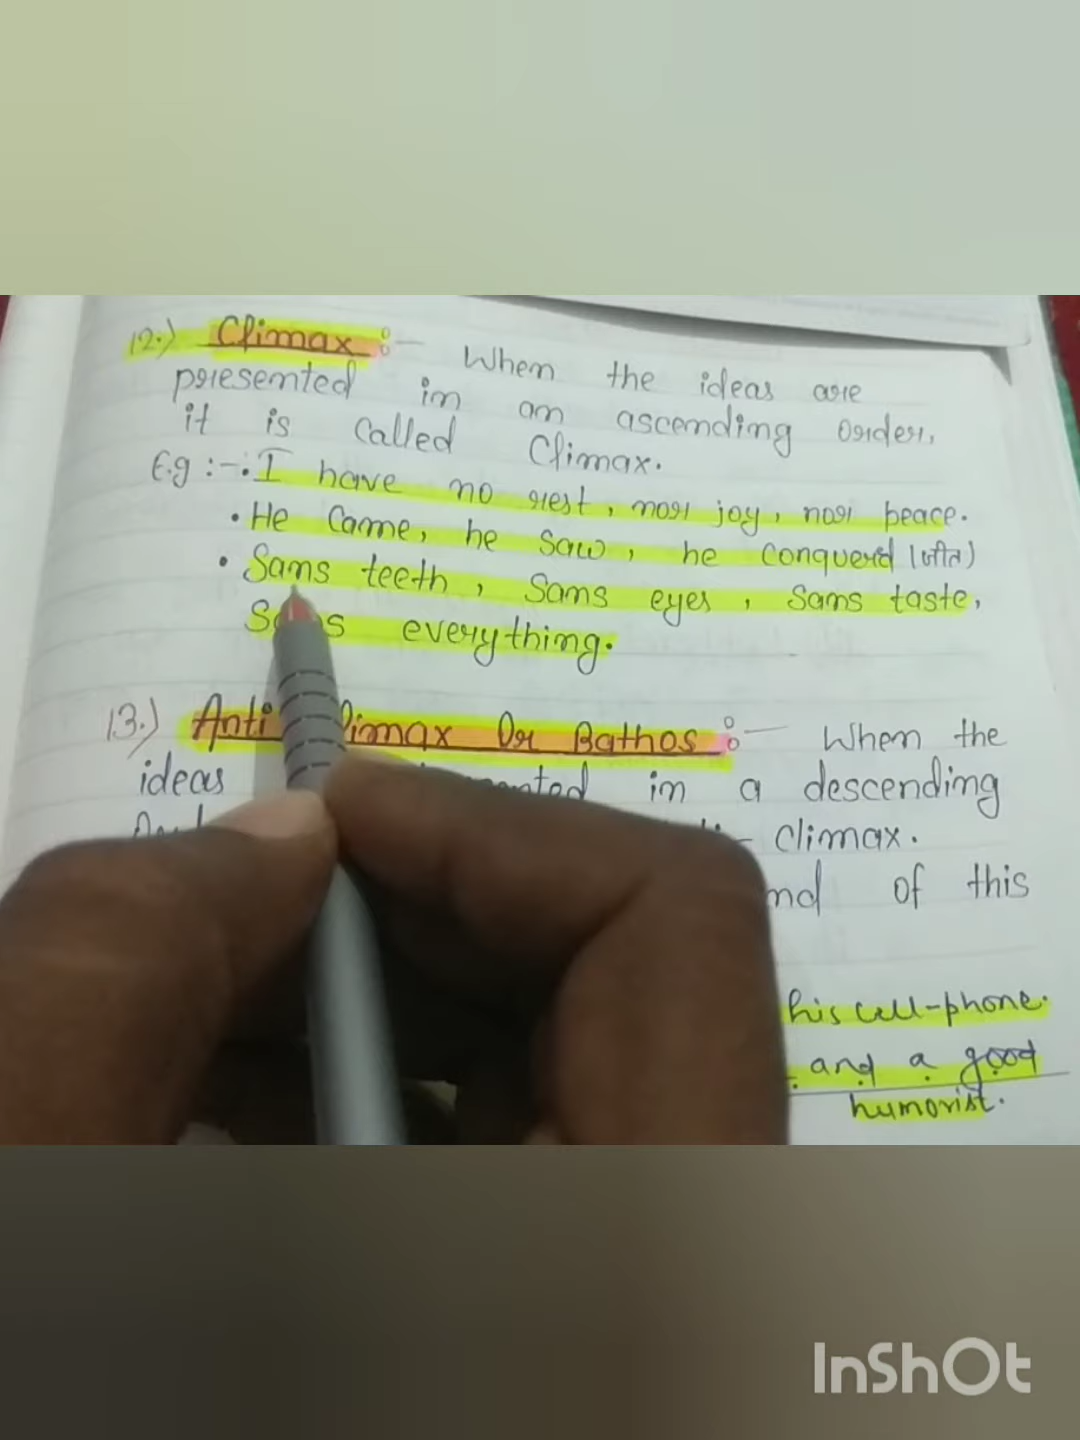 12.) Climax :- When the ideas are
presented in an ascending order,
it is called Climax.
E.g :- • I have no rest, nor joy, nor peace.
• He came, he saw, he conquered (जीत)
• Sans teeth, Sans eyes, Sans taste,
Sans everything.
13.) Anti Climax Or Bathos :- When the
ideas in a descending
climax.
of this
his cell-phone.
and a good
humorist.
InShOt